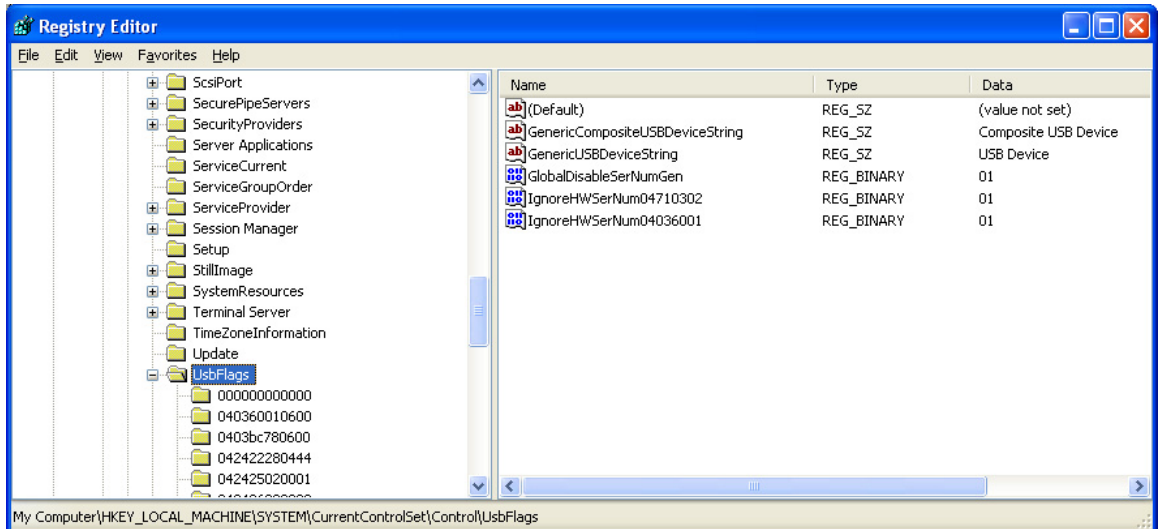 Registry Editor
File Edit View Favorites Help
ScsiPort
SecurePipeServers
SecurityProviders
Server Applications
ServiceCurrent
ServiceGroupOrder
ServiceProvider
Session Manager
Setup
StillImage
SystemResources
Terminal Server
TimeZoneInformation
Update
UsbFlags
000000000000
040360010600
0403bc780600
042422280444
042425020001
Name Type Data
ab (Default) REG_SZ (value not set)
ab GenericCompositeUSBDeviceString REG_SZ Composite USB Device
ab GenericUSBDeviceString REG_SZ USB Device
GlobalDisableSerNumGen REG_BINARY 01
IgnoreHWSerNum04710302 REG_BINARY 01
IgnoreHWSerNum04036001 REG_BINARY 01
My Computer\HKEY_LOCAL_MACHINE\SYSTEM\CurrentControlSet\Control\UsbFlags